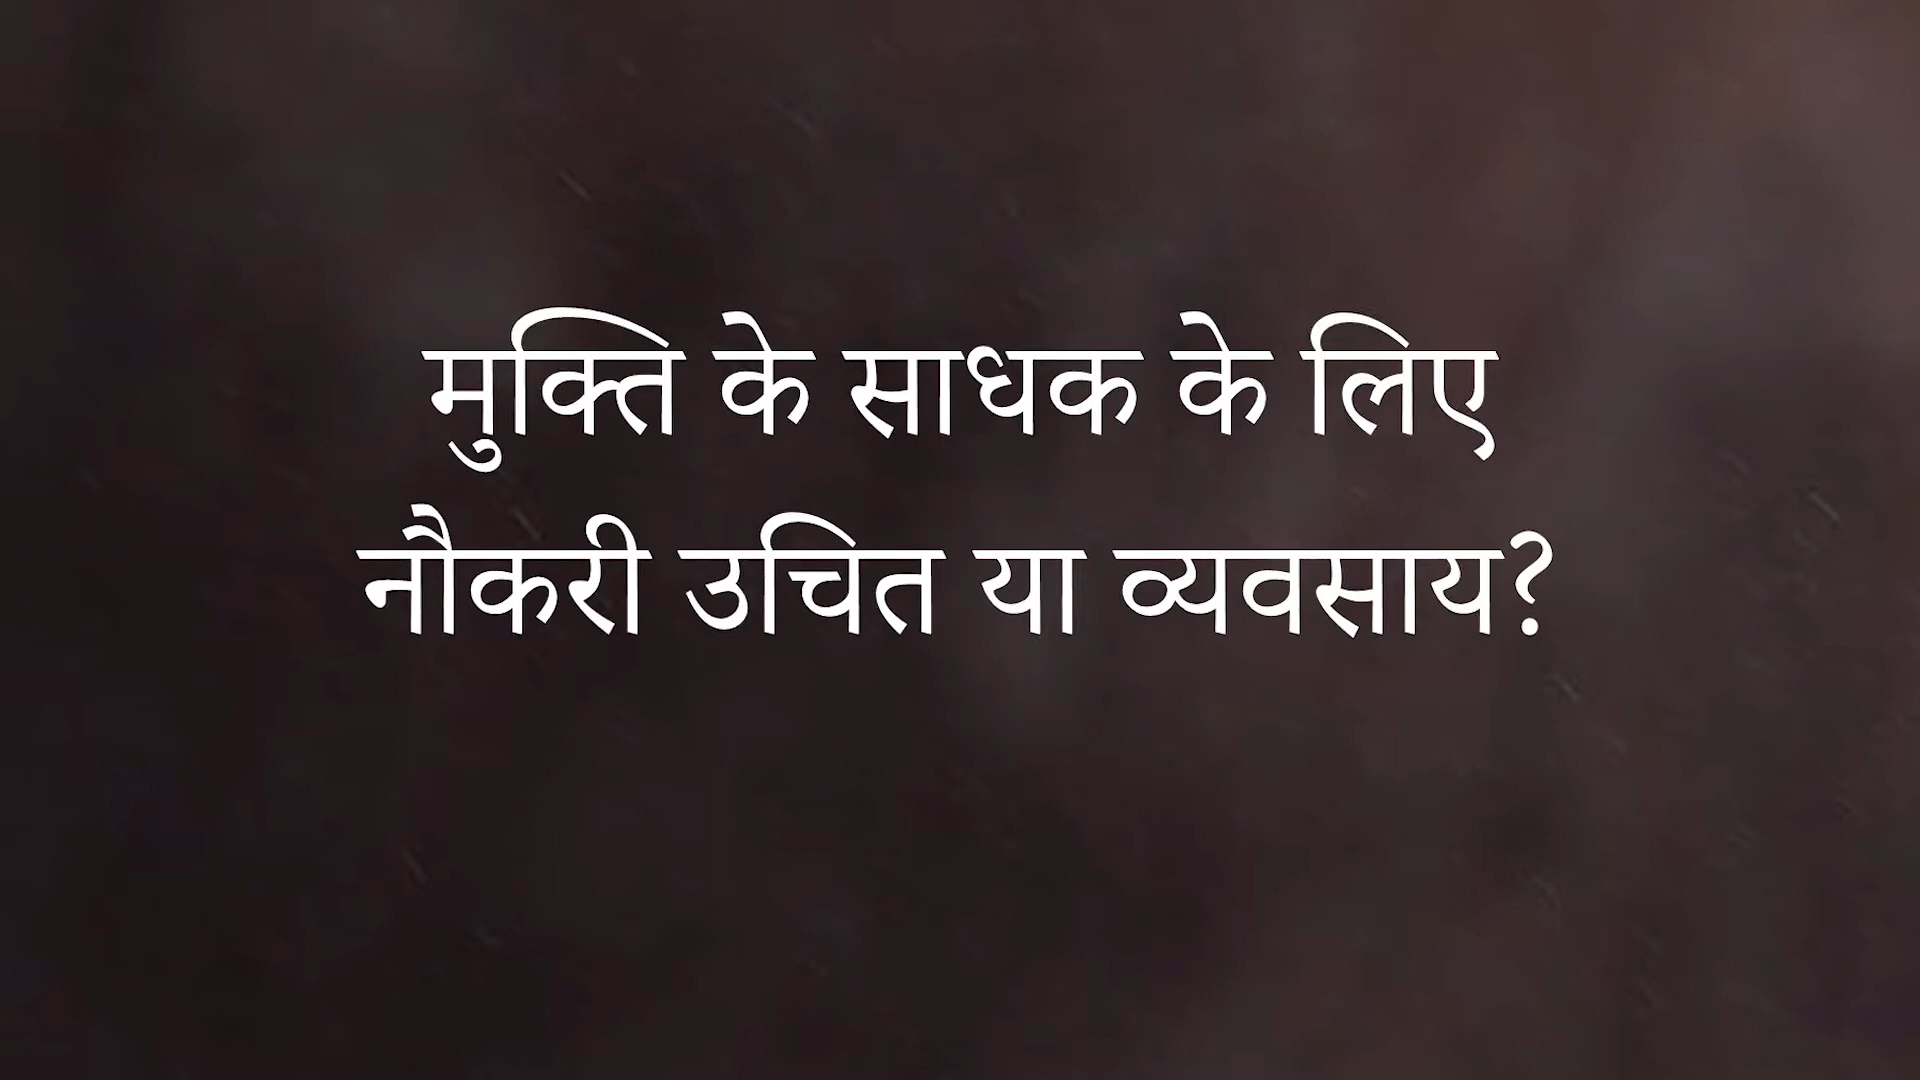 मुक्ति के साधक के लिए
नौकरी उचित या व्यवसाय?